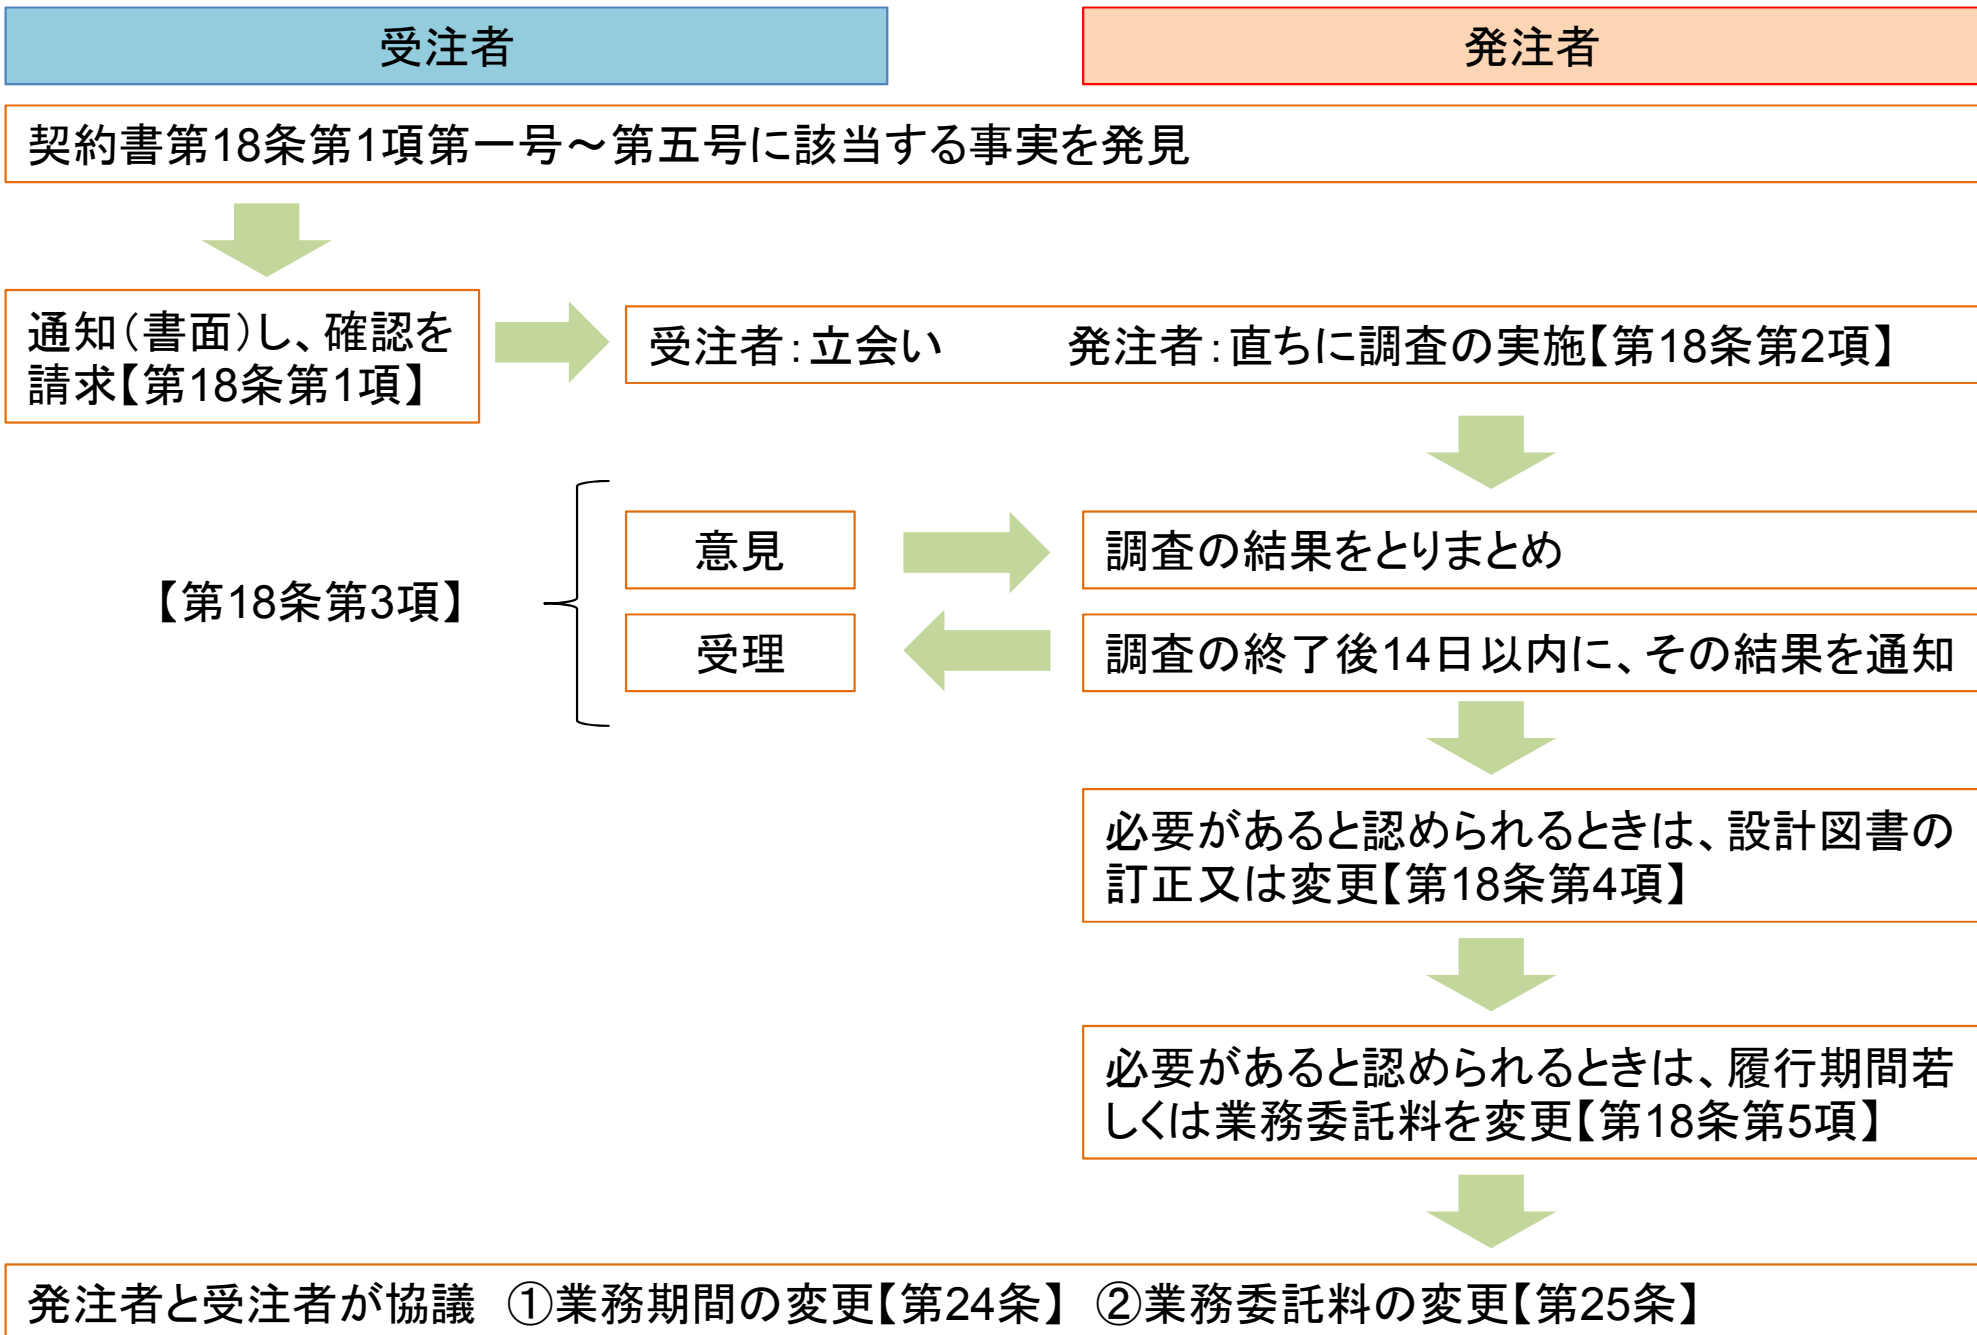 受注者
発注者
契約書第18条第1項第一号～第五号に該当する事実を発見
通知（書面）し、確認を
請求【第18条第1項】
受注者：立会い　　発注者：直ちに調査の実施【第18条第2項】
【第18条第3項】
意見
調査の結果をとりまとめ
受理
調査の終了後14日以内に、その結果を通知
必要があると認められるときは、設計図書の
訂正又は変更【第18条第4項】
必要があると認められるときは、履行期間若
しくは業務委託料を変更【第18条第5項】
発注者と受注者が協議　①業務期間の変更【第24条】　②業務委託料の変更【第25条】